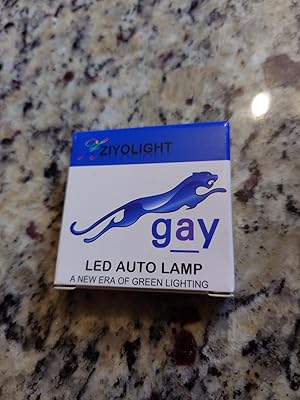 ZIYOLIGHT
gay
LED AUTO LAMP
A NEW ERA OF GREEN LIGHTING